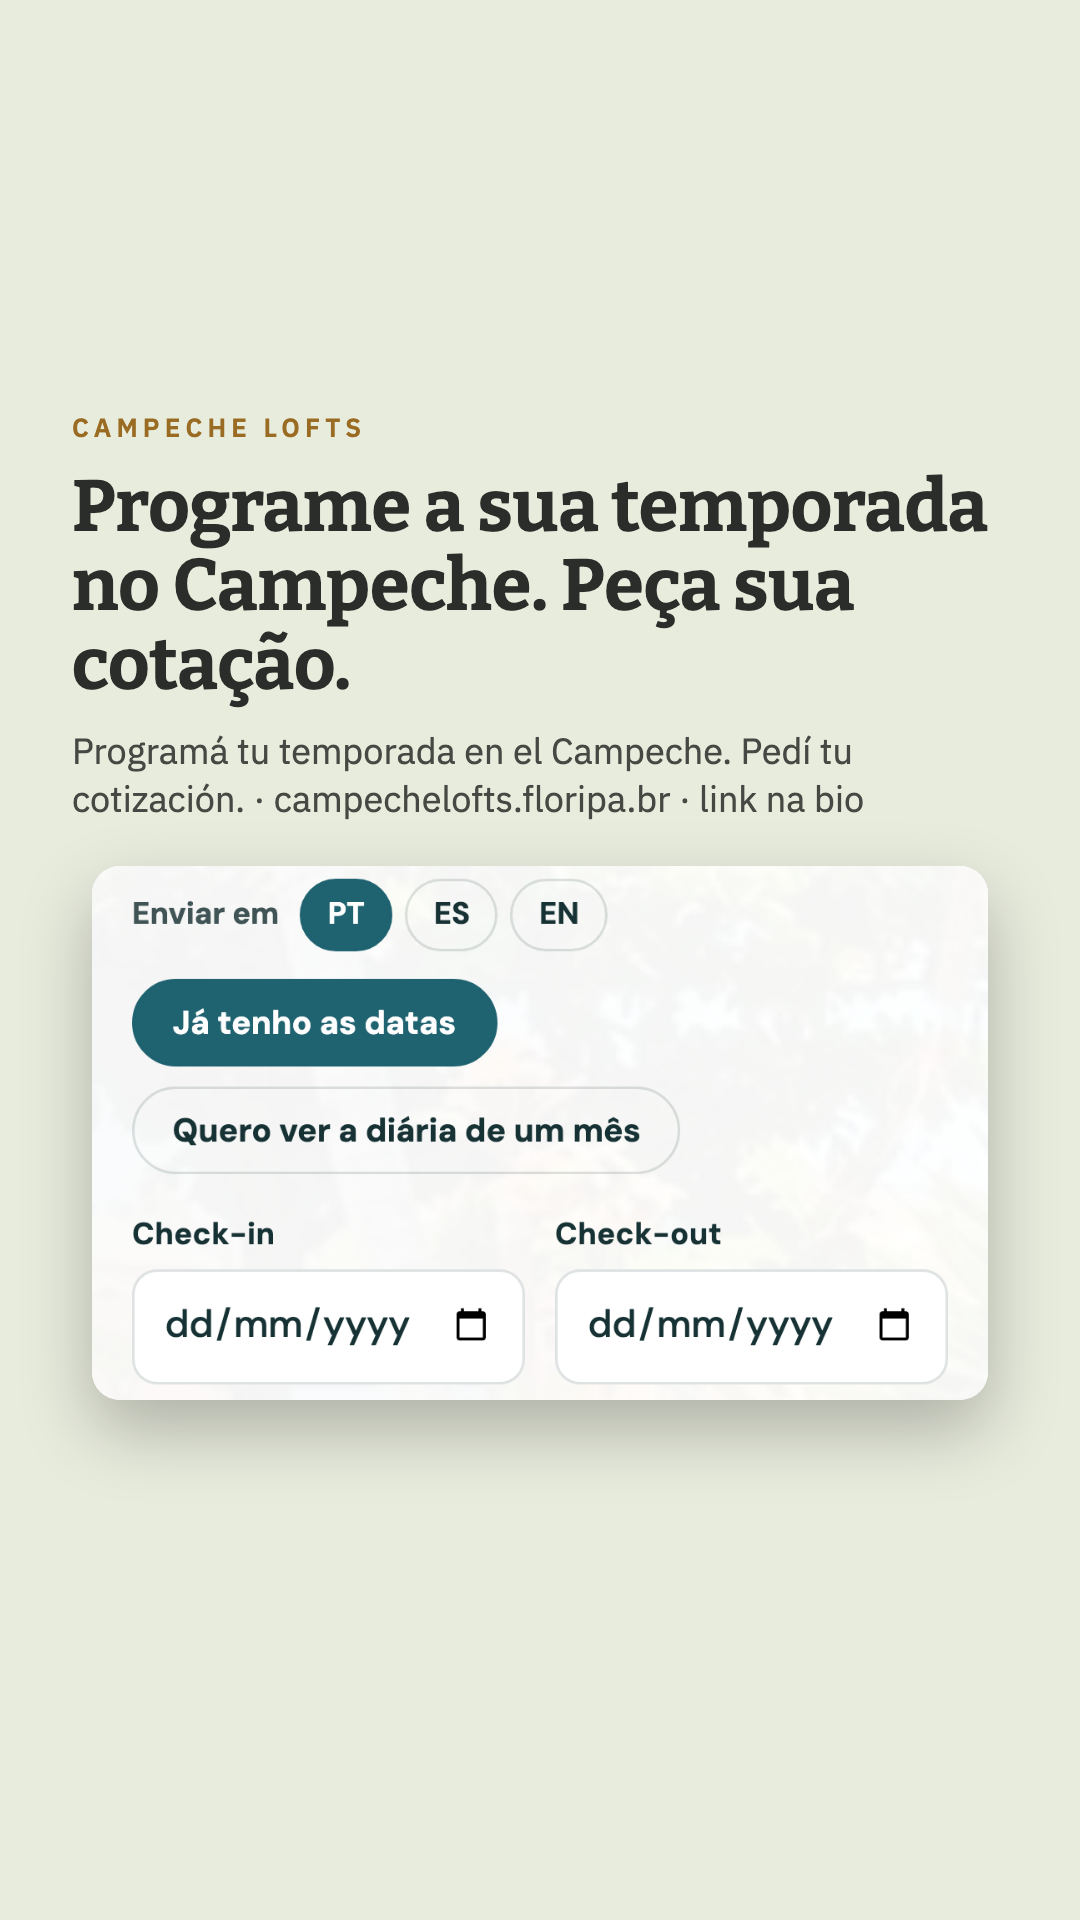 CAMPECHE LOFTS
Programe a sua temporada
no Campeche. Peça sua
cotação.
Programá tu temporada en el Campeche. Pedí tu
cotización. · campechelofts.floripa.br · link na bio
Enviar em PT ES EN
Já tenho as datas
Quero ver a diária de um mês
Check-in Check-out
dd/mm/yyyy dd/mm/yyyy